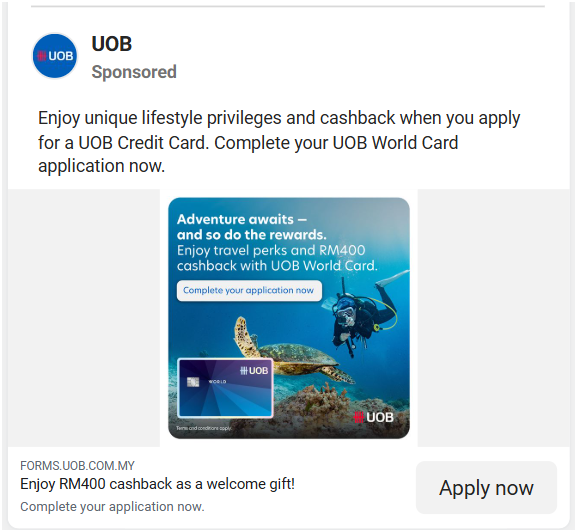 UOB
UOB
Sponsored
Enjoy unique lifestyle privileges and cashback when you apply
for a UOB Credit Card. Complete your UOB World Card
application now.
Adventure awaits –
and so do the rewards.
Enjoy travel perks and RM400
cashback with UOB World Card.
Complete your application now
UOB
WORLD
UOB
Terms and conditions apply.
FORMS.UOB.COM.MY
Enjoy RM400 cashback as a welcome gift!
Complete your application now.
Apply now